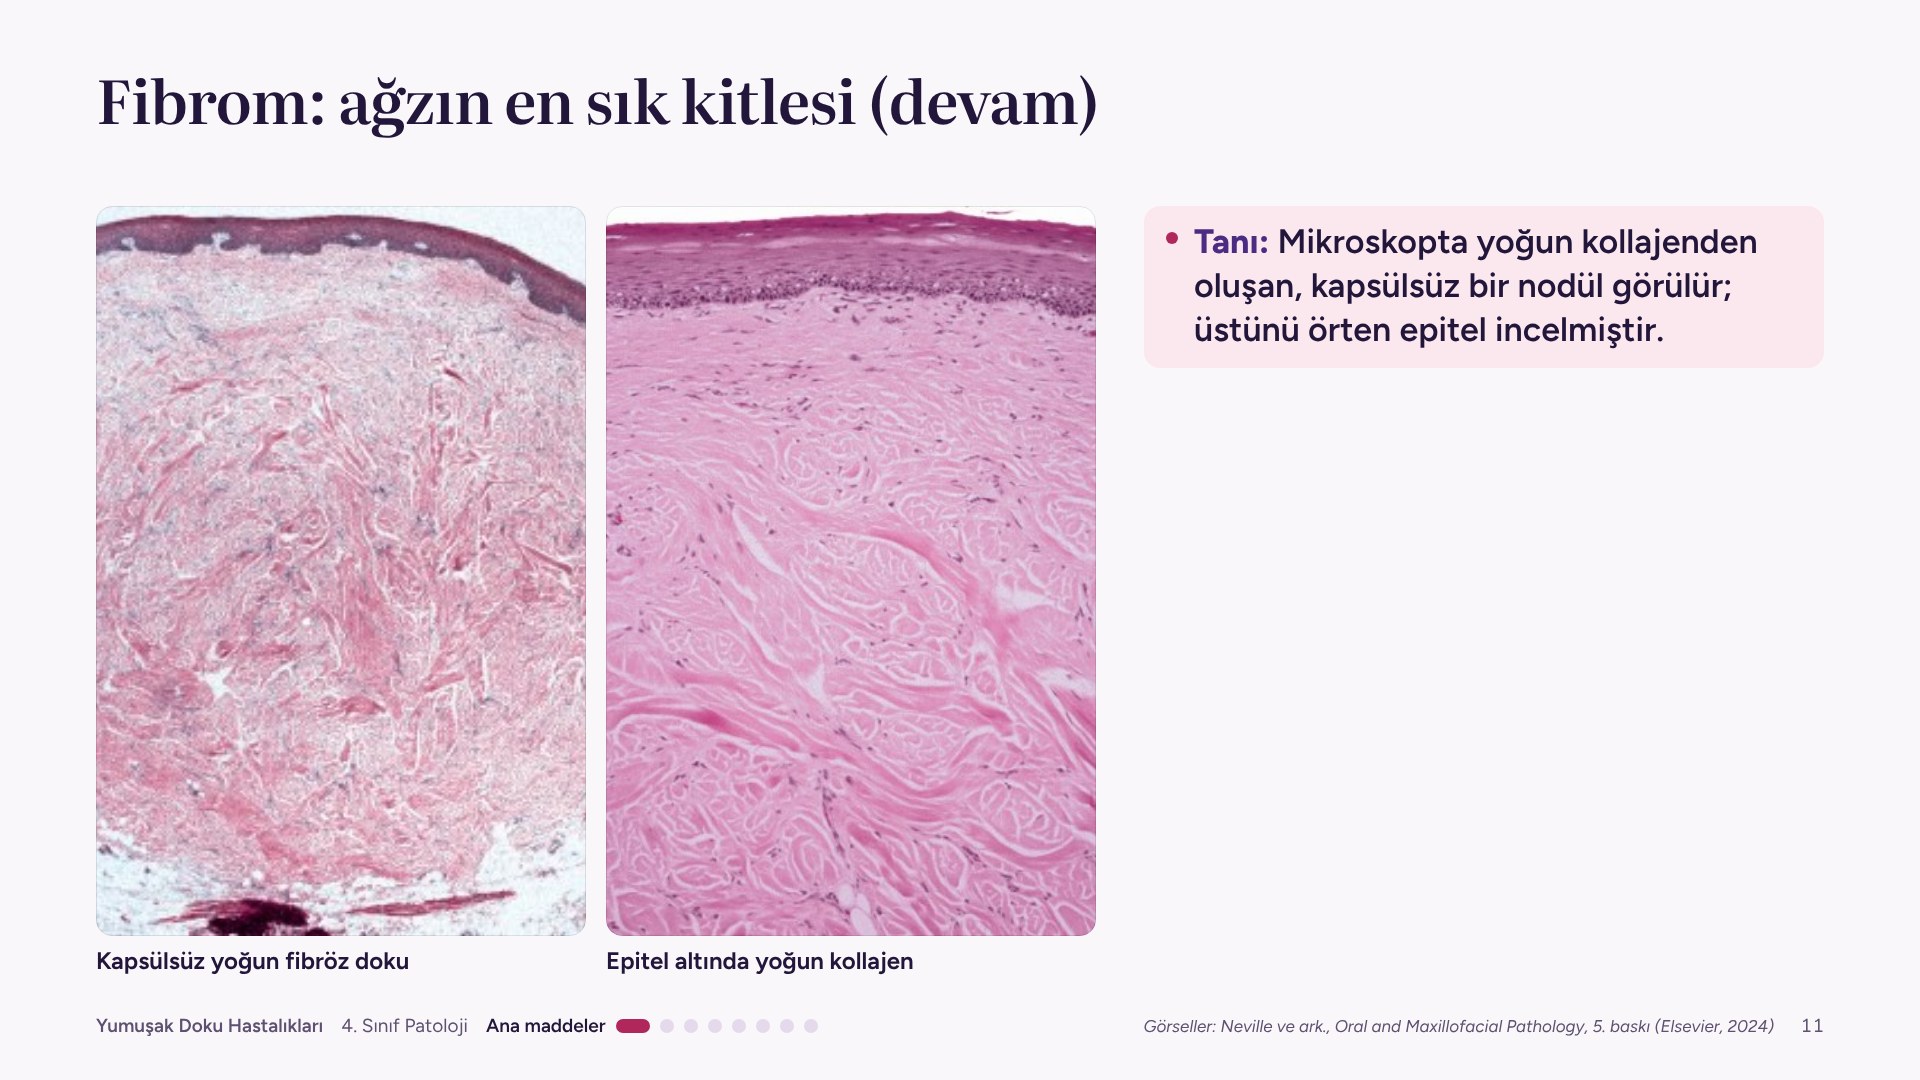 Fibrom: ağzın en sık kitlesi (devam)
Tanı: Mikroskopta yoğun kollajenden
oluşan, kapsülsüz bir nodül görülür;
üstünü örten epitel incelmiştir.
Kapsülsüz yoğun fibröz doku
Epitel altında yoğun kollajen
Yumuşak Doku Hastalıkları 4. Sınıf Patoloji Ana maddeler
Görseller: Neville ve ark., Oral and Maxillofacial Pathology, 5. baskı (Elsevier, 2024) 11